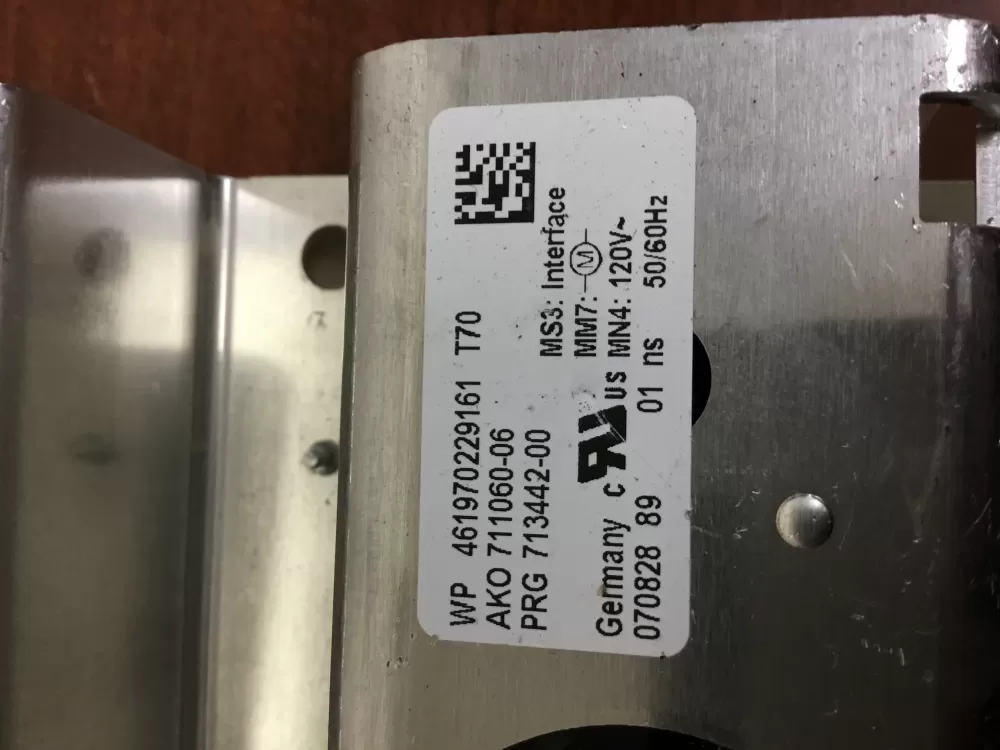 WP 461970229161 T70
AKO 711060-06
PRG 713442-00
MS3: Interface
MM7: M
MN4: 120V~
Germany c RU US
070828 89 01 ns 50/60Hz